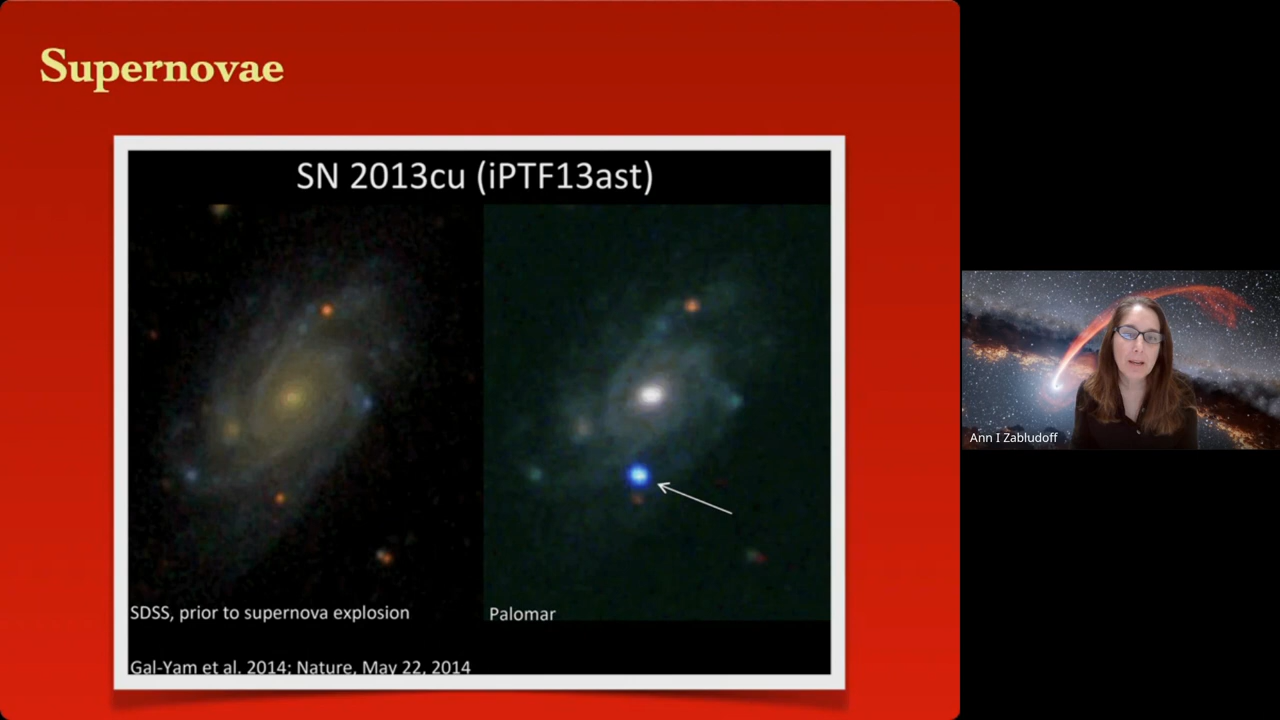 Supernovae
SN 2013cu (iPTF13ast)
SDSS, prior to supernova explosion
Palomar
Gal-Yam et al. 2014; Nature, May 22, 2014
Ann I Zabludoff